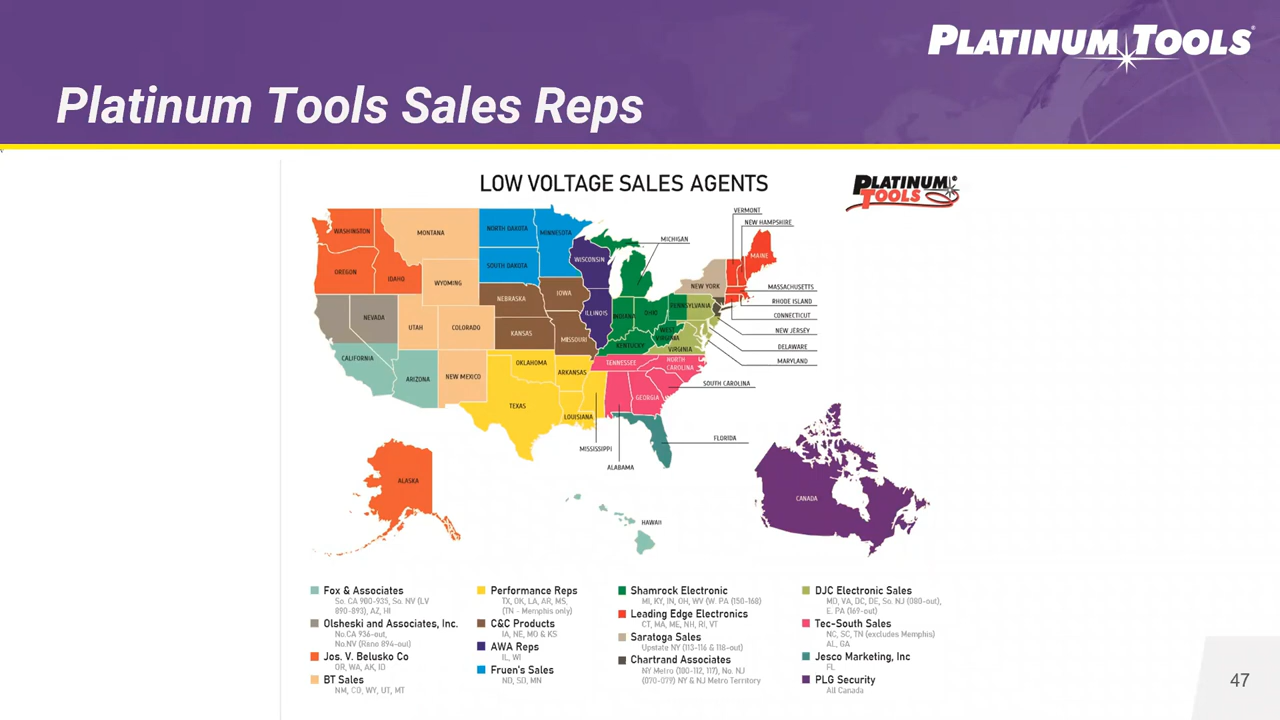 PLATINUM TOOLS®
Platinum Tools Sales Reps
LOW VOLTAGE SALES AGENTS
PLATINUM TOOLS®
VERMONT
NEW HAMPSHIRE
MICHIGAN
WASHINGTON
MONTANA
NORTH DAKOTA
MINNESOTA
WISCONSIN
MAINE
OREGON
IDAHO
WYOMING
SOUTH DAKOTA
NEW YORK
MASSACHUSETTS
RHODE ISLAND
CONNECTICUT
NEBRASKA
IOWA
ILLINOIS
INDIANA
OHIO
PENNSYLVANIA
NEVADA
UTAH
COLORADO
KANSAS
MISSOURI
WEST VIRGINIA
KENTUCKY
VIRGINIA
NEW JERSEY
DELAWARE
MARYLAND
CALIFORNIA
ARIZONA
NEW MEXICO
OKLAHOMA
ARKANSAS
TENNESSEE
NORTH
CAROLINA
SOUTH CAROLINA
GEORGIA
TEXAS
LOUISIANA
MISSISSIPPI
ALABAMA
FLORIDA
ALASKA
HAWAII
CANADA
Fox & Associates
So. CA 900-935, So. NV (LV
890-893), AZ, HI
Olsheski and Associates, Inc.
No.CA 936-out,
No.NV (Reno 894-out)
Jos. V. Belusko Co
OR, WA, AK, ID
BT Sales
NM, CO, WY, UT, MT
Performance Reps
TX, OK, LA, AR, MS,
(TN - Memphis only)
C&C Products
IA, NE, MO & KS
AWA Reps
IL, WI
Fruen's Sales
ND, SD, MN
Shamrock Electronic
MI, KY, IN, OH, WV (W. PA (150-168)
Leading Edge Electronics
CT, MA, ME, NH, RI, VT
Saratoga Sales
Upstate NY (113-116 & 118-out)
Chartrand Associates
NY Metro (100-112, 117), No. NJ
(070-079) NY & NJ Metro Territory
DJC Electronic Sales
MD, VA, DC, DE, So. NJ (080-out),
E. PA (169-out)
Tec-South Sales
NC, SC, TN (excludes Memphis)
AL, GA
Jesco Marketing, Inc
FL
PLG Security
All Canada
47